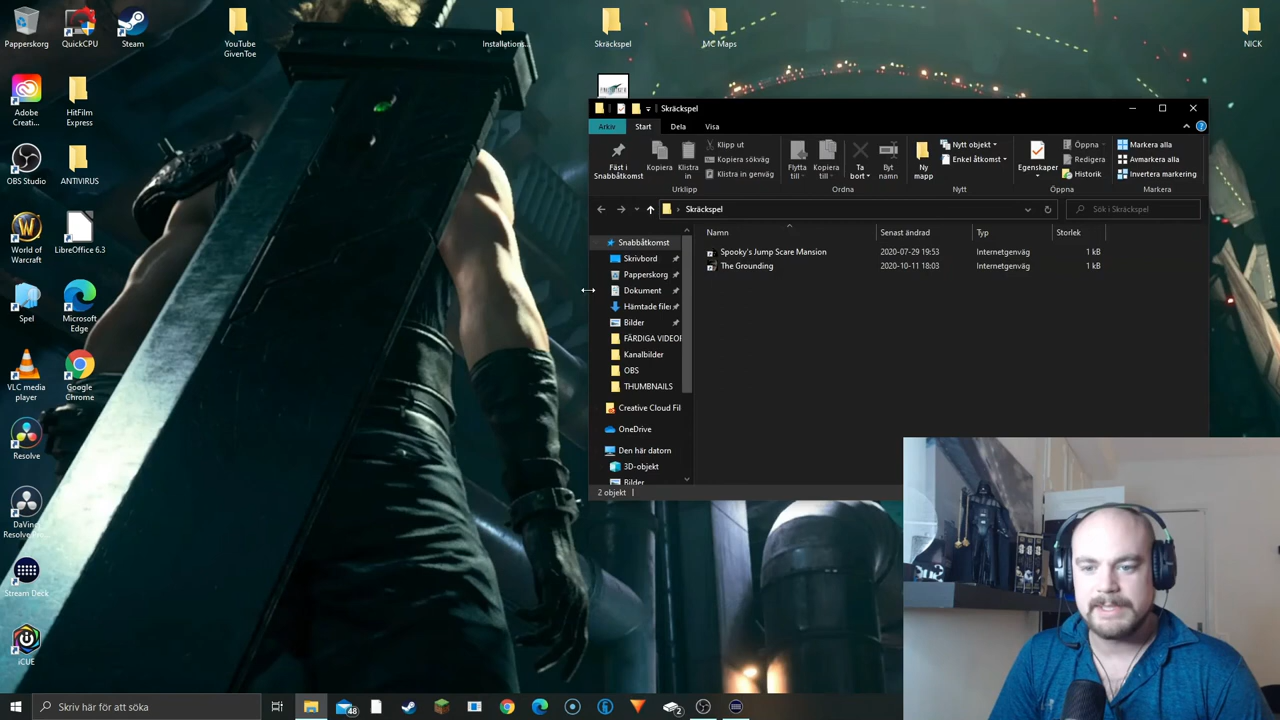 Papperskorg
QuickCPU
Steam
YouTube
GivenToe
Installations...
Skräckspel
MC Maps
NICK
Adobe
Creati...
HitFilm
Express
OBS Studio
ANTIVIRUS
World of
Warcraft
LibreOffice 6.3
Spel
Microsoft
Edge
VLC media
player
Google
Chrome
Resolve
DaVinci
Stream Deck
iCUE
Skräckspel
Arkiv
Start
Dela
Visa
Fäst i
Snabbåtkomst
Kopiera
Klistra
in
Klipp ut
Kopiera sökväg
Klistra in genväg
Urklipp
Flytta
till
Kopiera
till
Ta
bort
Byt
namn
Ordna
Ny
mapp
Nytt objekt
Enkel åtkomst
Nytt
Egenskaper
Öppna
Redigera
Historik
Öppna
Markera alla
Avmarkera alla
Invertera markering
Markera
Skräckspel
Sök i Skräckspel
Namn
Senast ändrad
Typ
Storlek
Spooky's Jump Scare Mansion 2020-07-29 19:53 Internetgenväg 1 kB
The Grounding 2020-10-11 18:03 Internetgenväg 1 kB
Snabbåtkomst
Skrivbord
Papperskorg
Dokument
Hämtade filer
Bilder
FÄRDIGA VIDEOR
Kanalbilder
OBS
THUMBNAILS
Creative Cloud Fil
OneDrive
Den här datorn
3D-objekt
Bilder
2 objekt
Skriv här för att söka
48
2